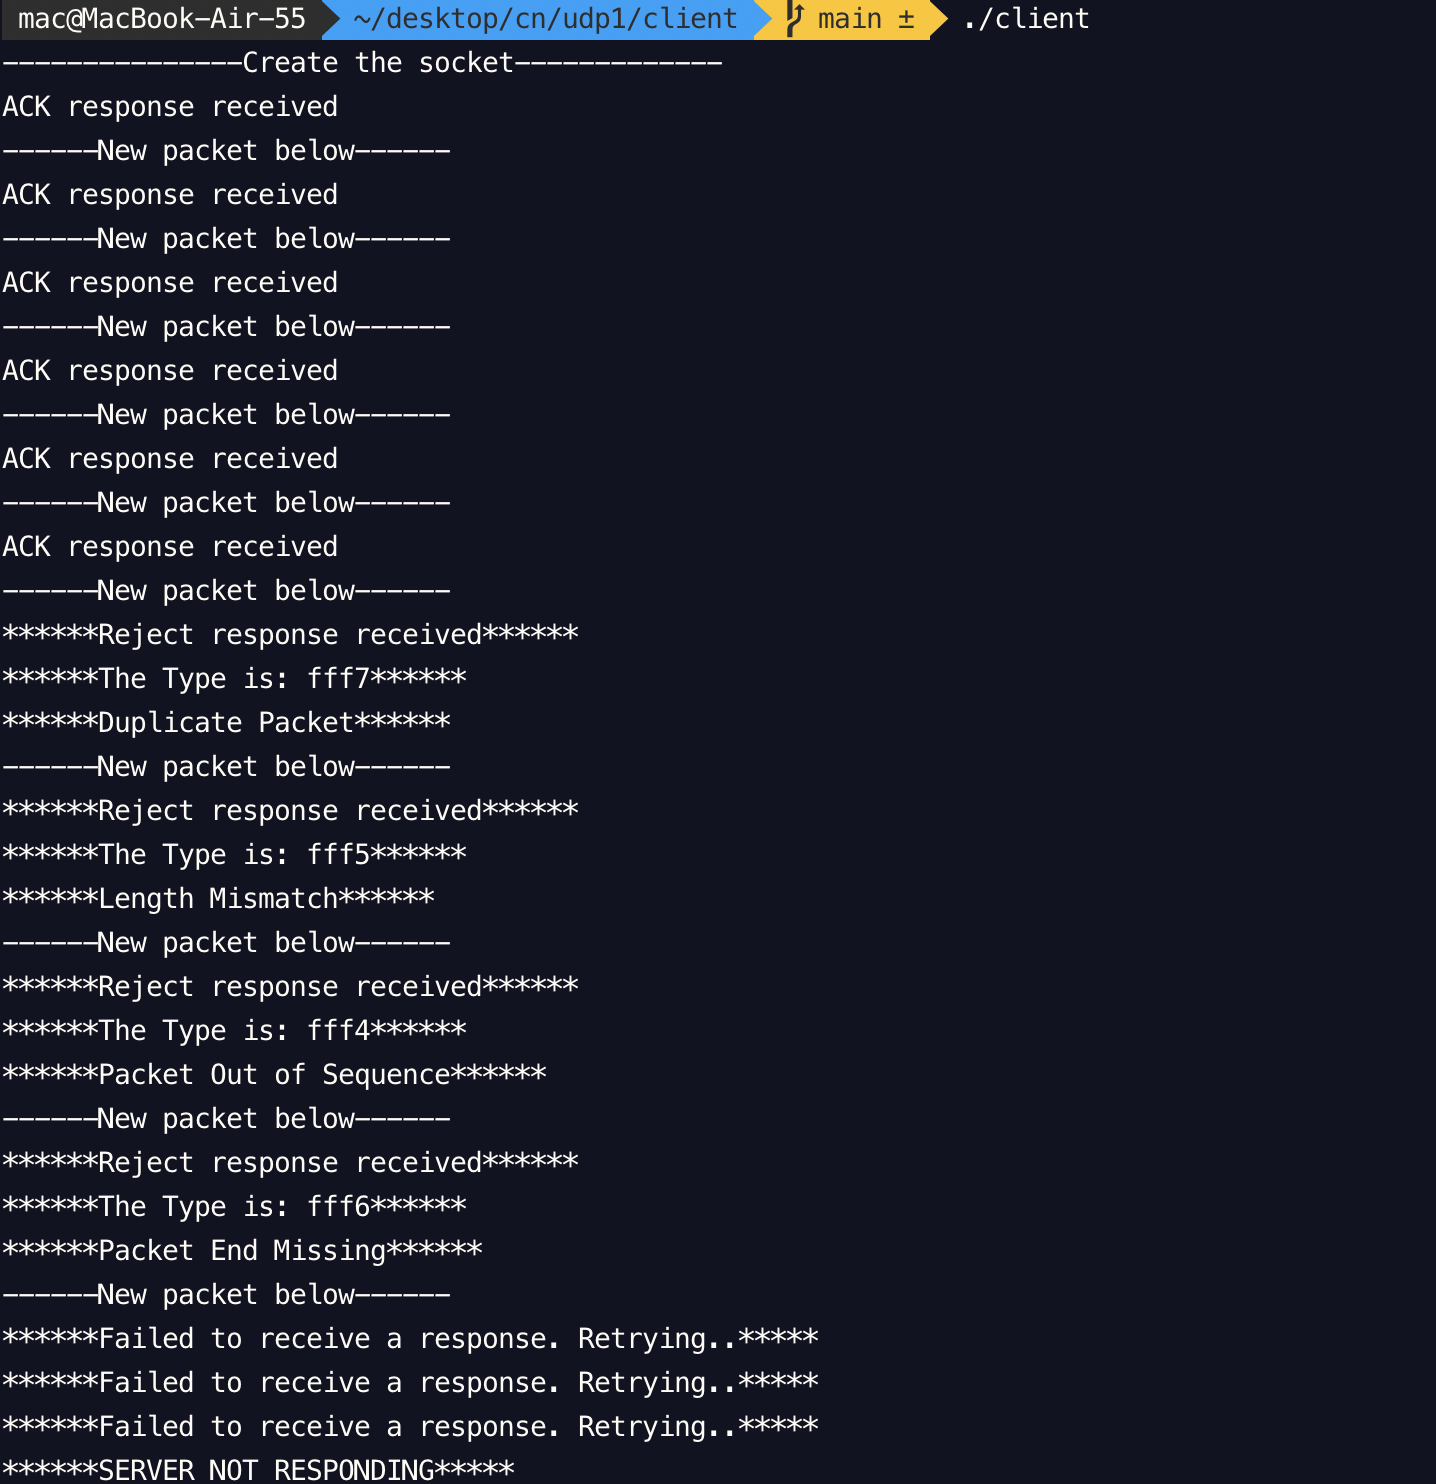 mac@MacBook-Air-55 ~/desktop/cn/udp1/client main ± ./client
---------------Create the socket-------------
ACK response received
------New packet below------
ACK response received
------New packet below------
ACK response received
------New packet below------
ACK response received
------New packet below------
ACK response received
------New packet below------
ACK response received
------New packet below------
******Reject response received******
******The Type is: fff7******
******Duplicate Packet******
------New packet below------
******Reject response received******
******The Type is: fff5******
******Length Mismatch******
------New packet below------
******Reject response received******
******The Type is: fff4******
******Packet Out of Sequence******
------New packet below------
******Reject response received******
******The Type is: fff6******
******Packet End Missing******
------New packet below------
******Failed to receive a response. Retrying..*****
******Failed to receive a response. Retrying..*****
******Failed to receive a response. Retrying..*****
******SERVER NOT RESPONDING*****